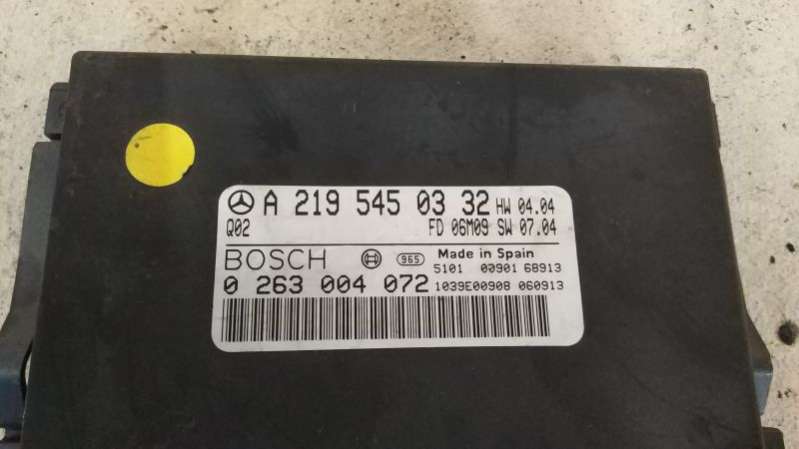 A 219 545 03 32 HW 04.04
Q02 FD 06M09 SW 07.04
BOSCH 965 Made in Spain
5101 00901 68913
0 263 004 072 1039E00908 060913